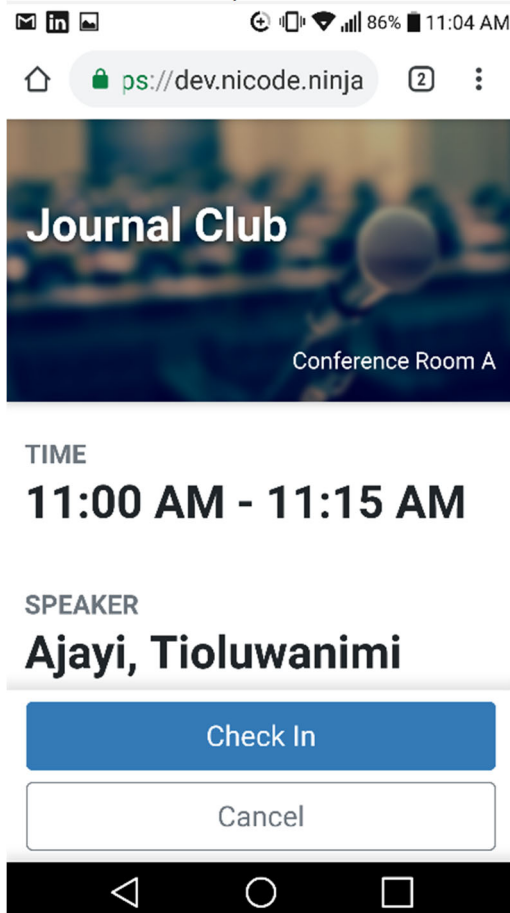 in
86%
11:04 AM
ps://dev.nicode.ninja
2
Journal Club
Conference Room A
TIME
11:00 AM - 11:15 AM
SPEAKER
Ajayi, Tioluwanimi
Check In
Cancel